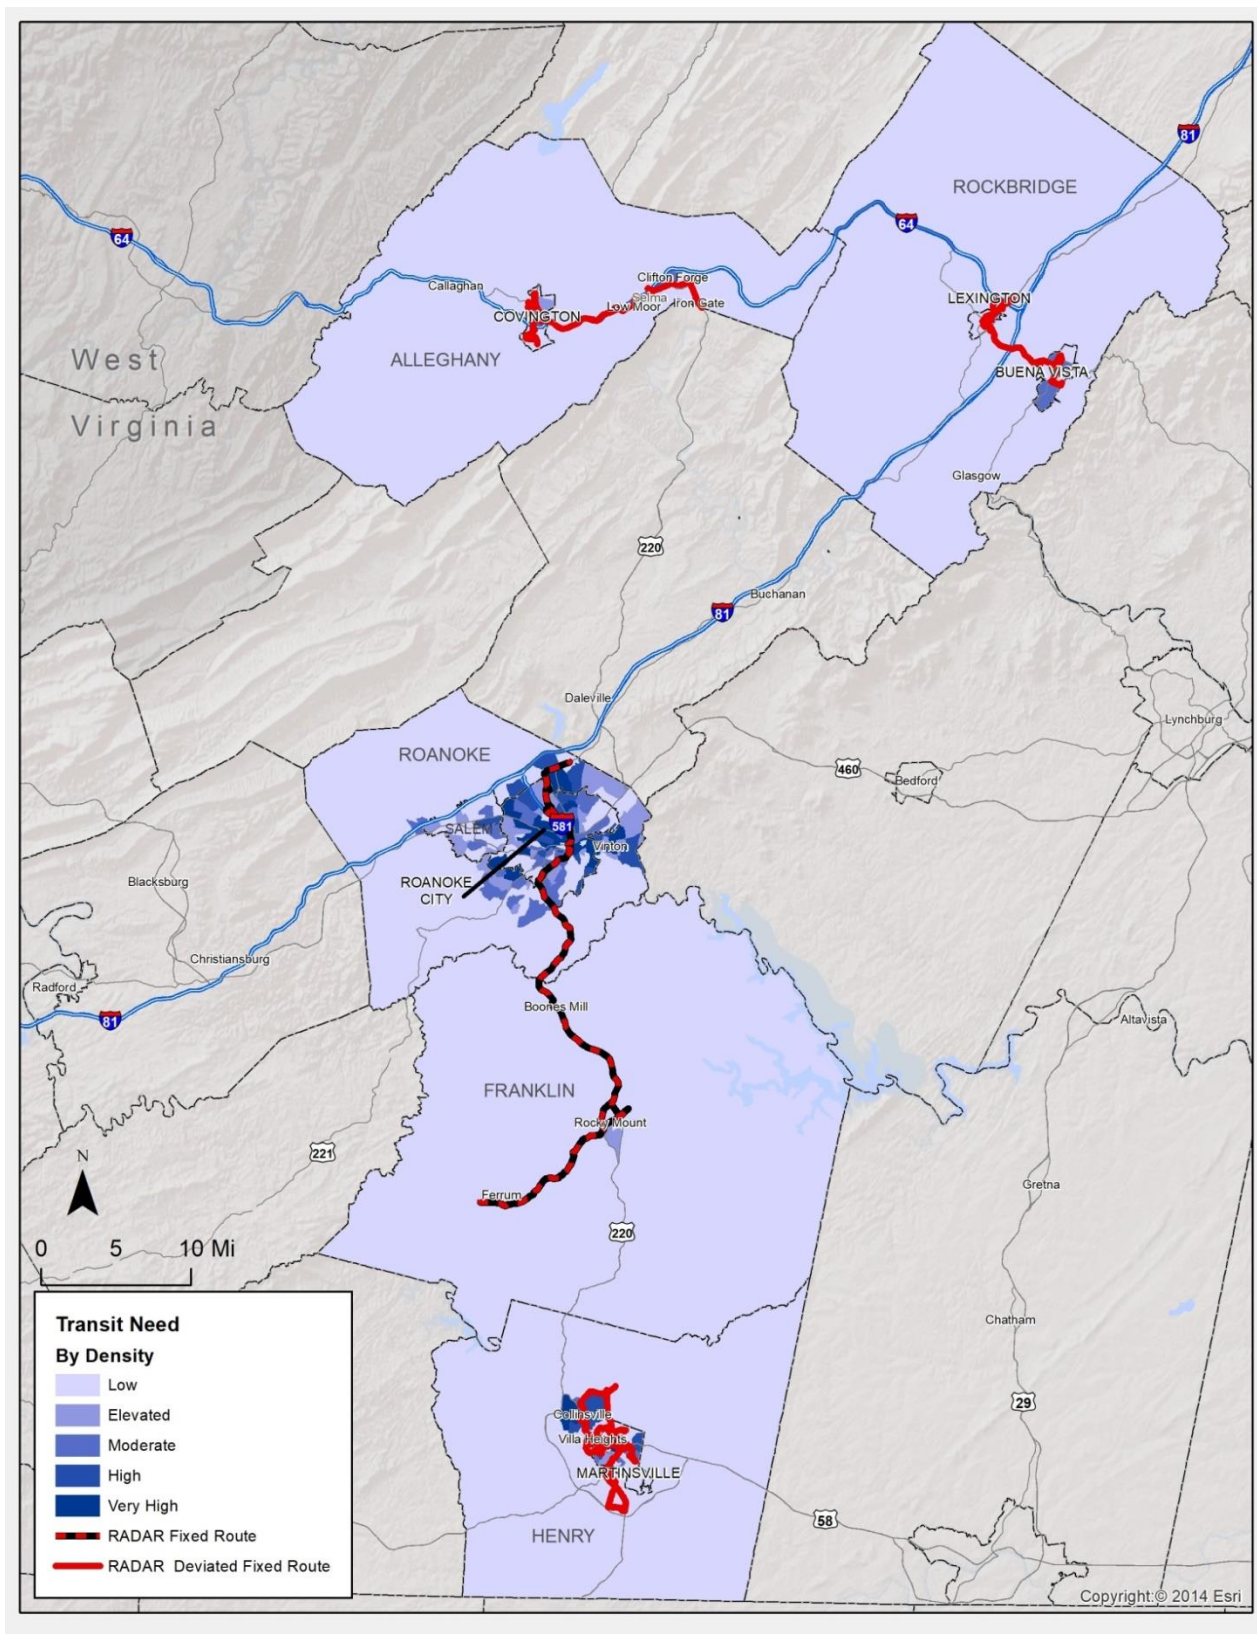 81
ROCKBRIDGE
64
64
Callaghan
Clifton Forge
Selma
Low Moor
Iron Gate
COVINGTON
LEXINGTON
ALLEGHANY
BUENA VISTA
West
Virginia
Glasgow
220
Buchanan
81
Daleville
Lynchburg
ROANOKE
460
Bedford
SALEM
581
Vinton
Blacksburg
ROANOKE
CITY
Christiansburg
Radford
Boones Mill
81
Altavista
FRANKLIN
Rocky Mount
221
N
Gretna
Ferrum
220
0 5 10 Mi
Chatham
Transit Need
By Density
Low
Elevated
Moderate
High
Very High
RADAR Fixed Route
RADAR Deviated Fixed Route
29
Collinsville
Villa Heights
MARTINSVILLE
58
HENRY
Copyright:© 2014 Esri